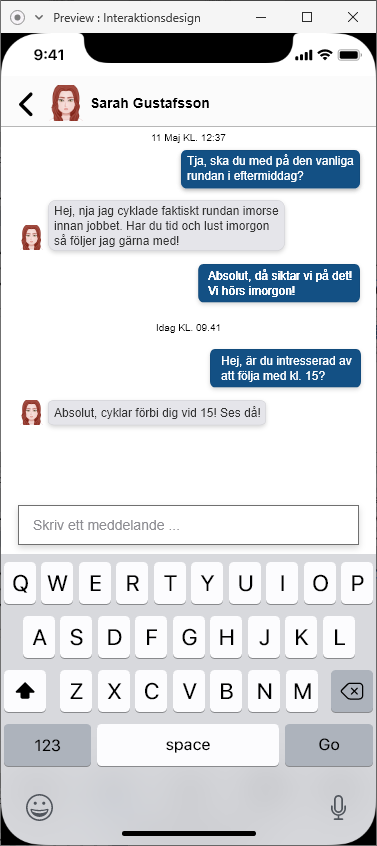 Preview : Interaktionsdesign
9:41
Sarah Gustafsson
11 Maj KL. 12:37
Tja, ska du med på den vanliga
rundan i eftermiddag?
Hej, nja jag cyklade faktiskt rundan imorse
innan jobbet. Har du tid och lust imorgon
så följer jag gärna med!
Absolut, då siktar vi på det!
Vi hörs imorgon!
Idag KL. 09.41
Hej, är du intresserad av
att följa med kl. 15?
Absolut, cyklar förbi dig vid 15! Ses då!
Skriv ett meddelande ...
Q W E R T Y U I O P
A S D F G H J K L
Z X C V B N M
123 space Go